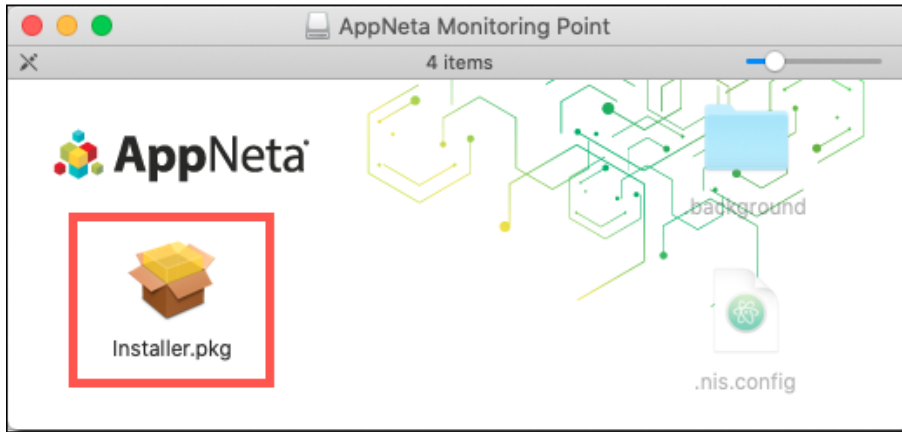 AppNeta Monitoring Point
4 items
AppNeta
.background
Installer.pkg
.nis.config